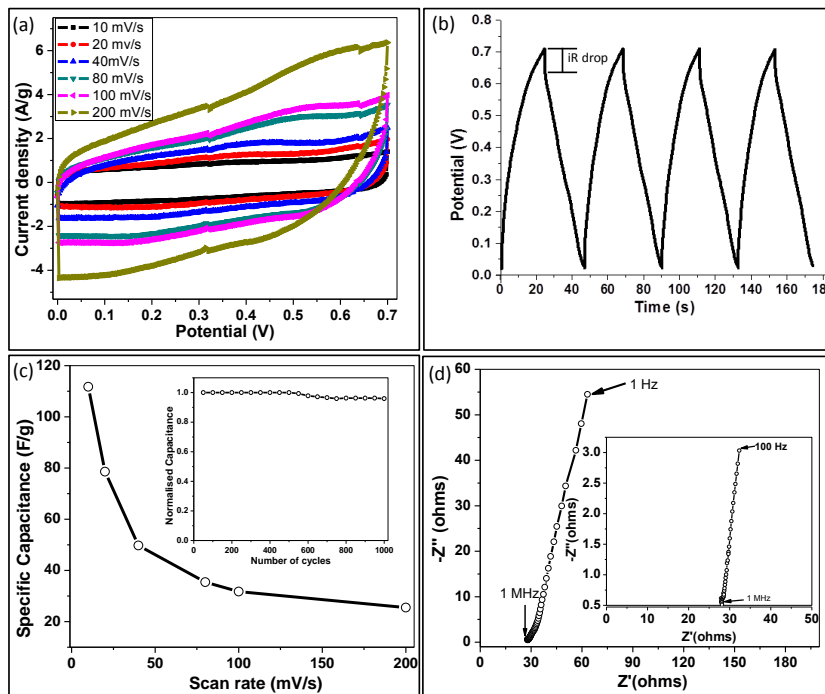 (a)
10 mV/s
20 mv/s
40mV/s
80 mV/s
100 mV/s
200 mV/s
Current density (A/g)
6
4
2
0
-2
-4
0.0 0.1 0.2 0.3 0.4 0.5 0.6 0.7
Potential (V)
(b)
iR drop
Potential (V)
0.8
0.7
0.6
0.5
0.4
0.3
0.2
0.1
0.0
0 20 40 60 80 100 120 140 160 180
Time (s)
(c)
Specific Capacitance (F/g)
120
100
80
60
40
20
0 50 100 150 200
Scan rate (mV/s)
Normalised Capacitance
1.0
0.8
0.6
0.4
0.2
0.0
0 200 400 600 800 1000
Number of cycles
(d)
-Z"(ohms)
-60
-50
-40
-30
-20
-10
0
0 30 60 90 120 150 180
Z'(ohms)
1 Hz
1 MHz
-Z"(ohms)
3.0
2.5
2.0
1.5
1.0
0.5
0 10 20 30 40 50
Z'(ohms)
100 Hz
1 MHz